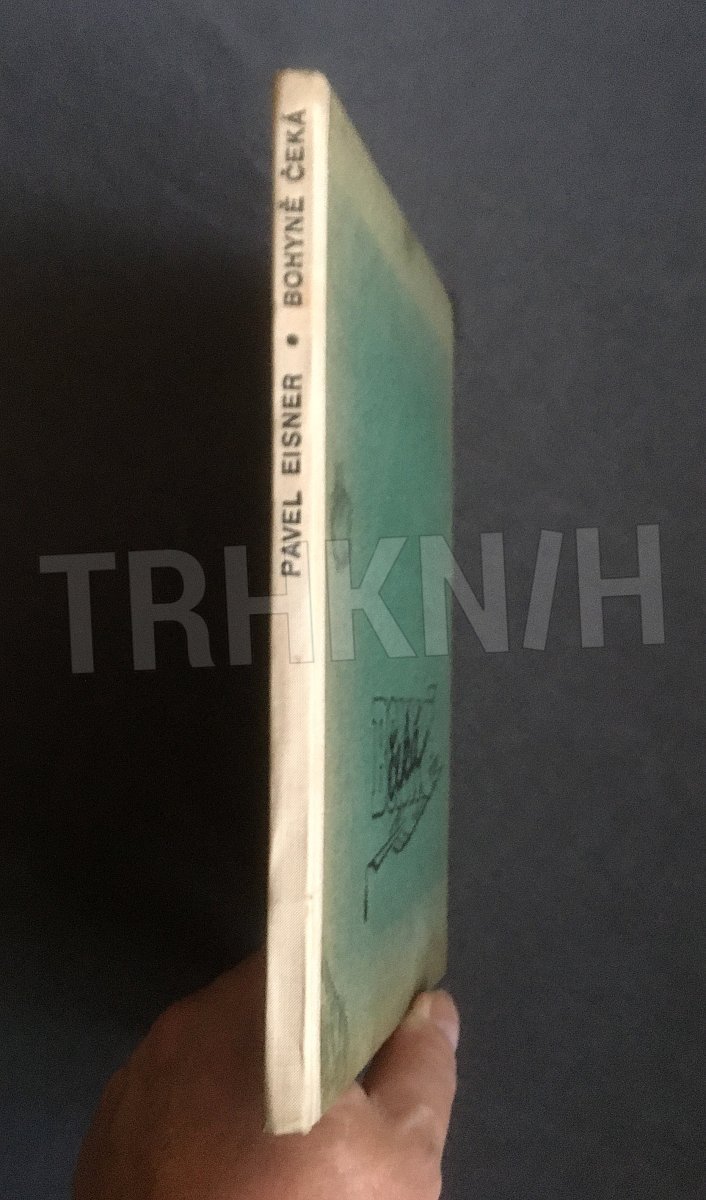 PAVEL EISNER • BOHYNĚ ČEKÁ
TRHKNIH